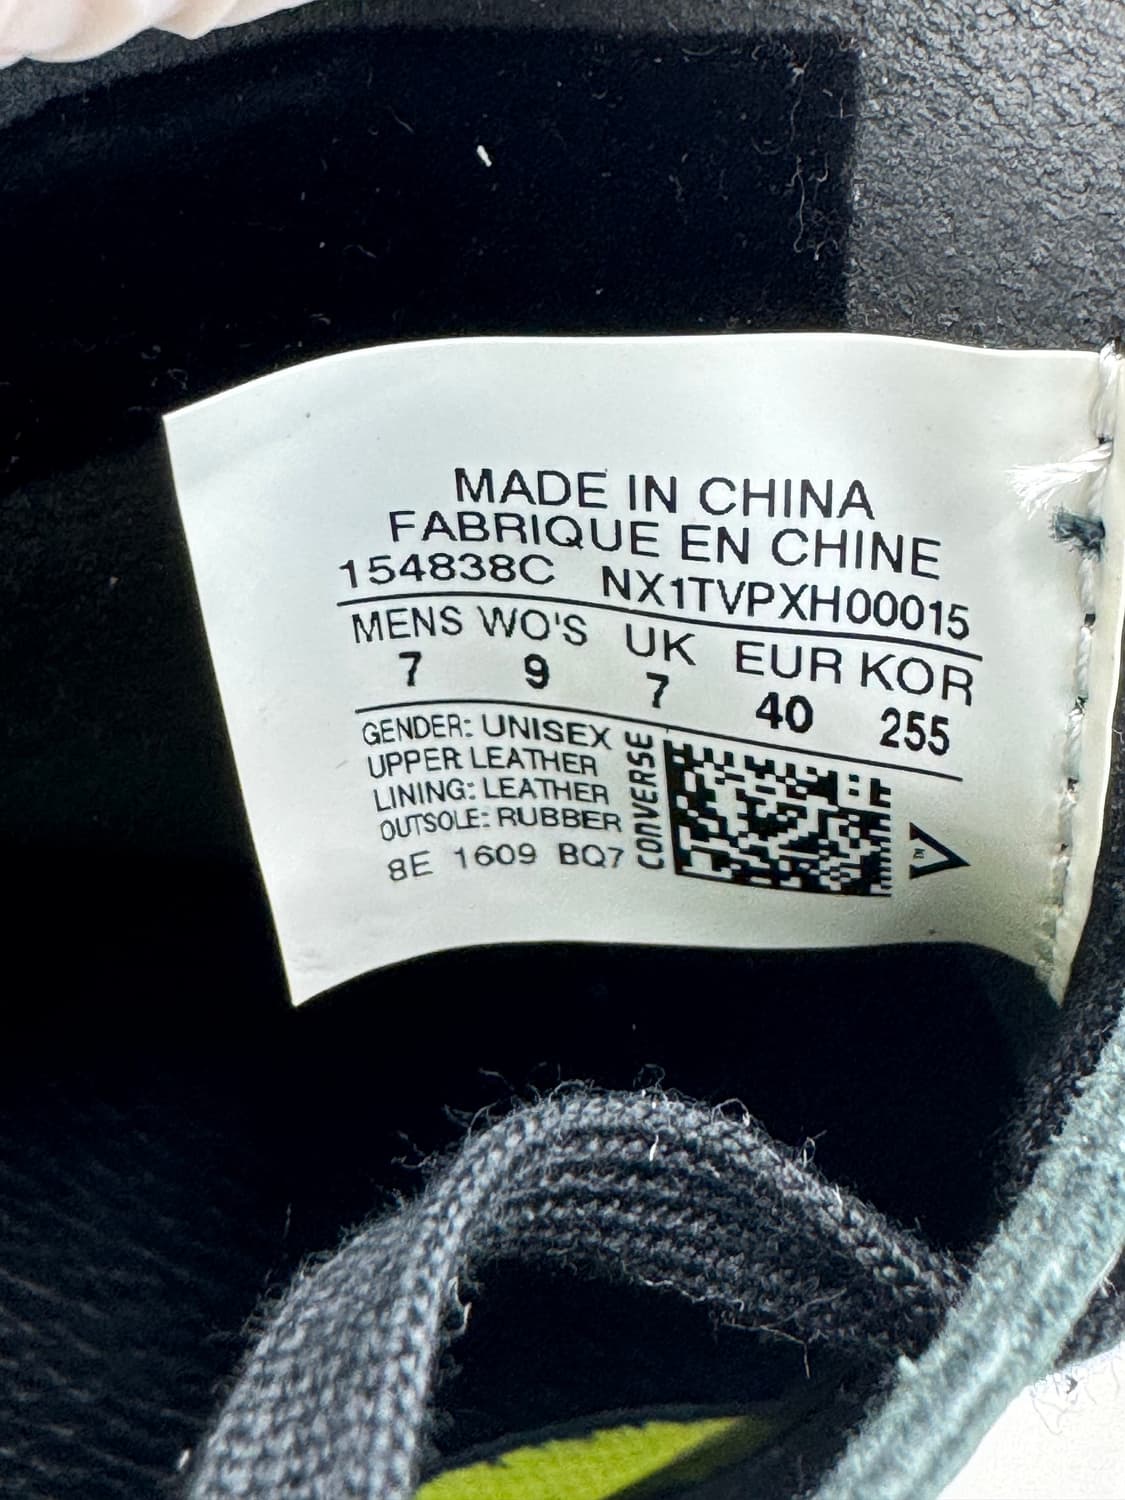 MADE IN CHINA
FABRIQUE EN CHINE
154838C NX1TVPXH00015
MENS WO'S UK EUR KOR
7 9 7 40 255
GENDER: UNISEX
UPPER LEATHER
LINING: LEATHER
OUTSOLE: RUBBER
8E 1609 BQ7
CONVERSE
TM